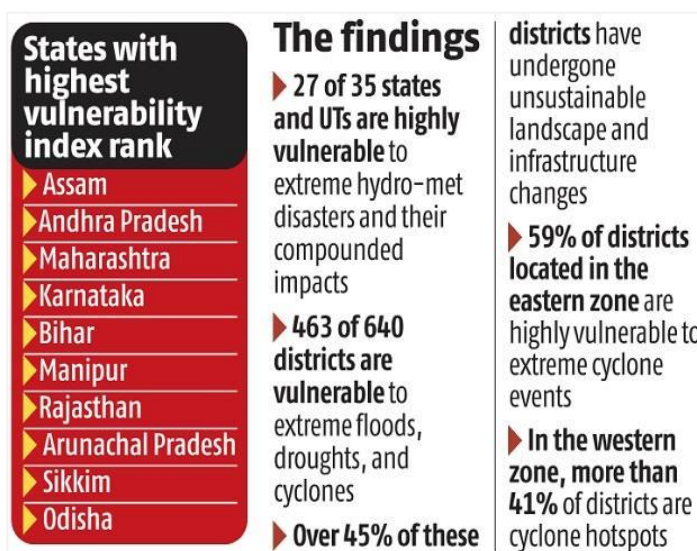 States with
highest
vulnerability
index rank
Assam
Andhra Pradesh
Maharashtra
Karnataka
Bihar
Manipur
Rajasthan
Arunachal Pradesh
Sikkim
Odisha
The findings
27 of 35 states
and UTs are highly
vulnerable to
extreme hydro-met
disasters and their
compounded
impacts
463 of 640
districts are
vulnerable to
extreme floods,
droughts, and
cyclones
Over 45% of these
districts have
undergone
unsustainable
landscape and
infrastructure
changes
59% of districts
located in the
eastern zone are
highly vulnerable to
extreme cyclone
events
In the western
zone, more than
41% of districts are
cyclone hotspots